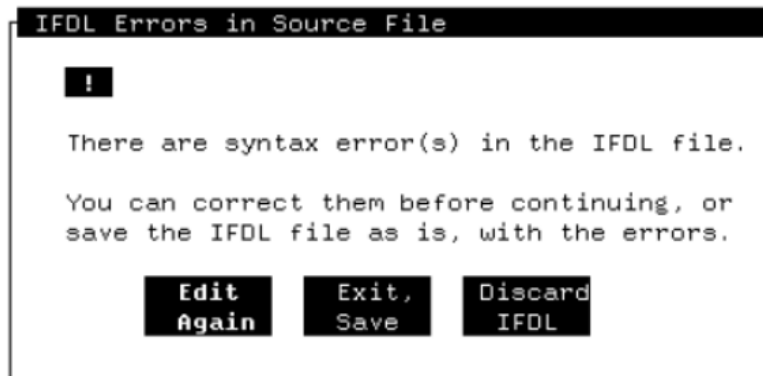 IFDL Errors in Source File
!
There are syntax error(s) in the IFDL file.
You can correct them before continuing, or
save the IFDL file as is, with the errors.
Edit Again
Exit, Save
Discard IFDL